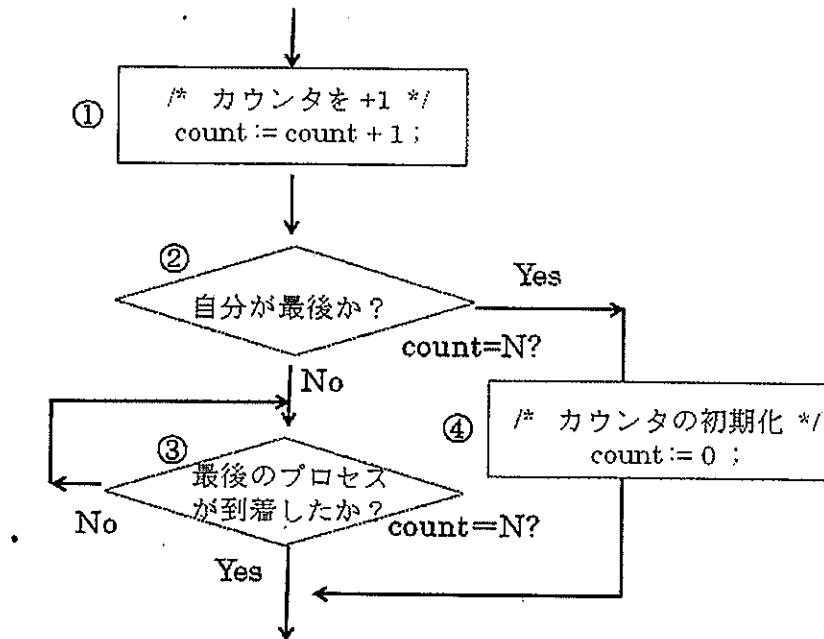 ①
/* カウンタを +1 */
count := count + 1 ;
②
自分が最後か？
Yes
count=N?
No
③
最後のプロセス
が到着したか？
No
count=N?
Yes
④
/* カウンタの初期化 */
count := 0 ;